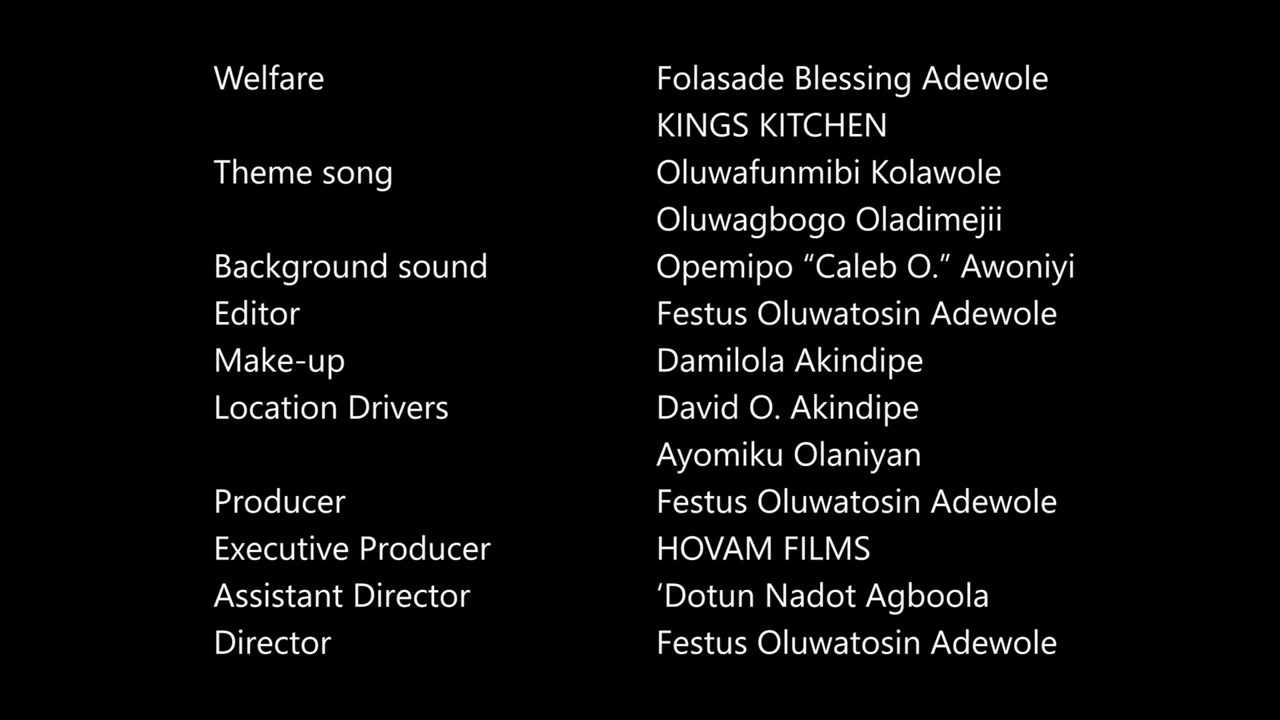 Welfare Folasade Blessing Adewole
KINGS KITCHEN
Theme song Oluwafunmibi Kolawole
Oluwagbogo Oladimejii
Background sound Opemipo “Caleb O.” Awoniyi
Editor Festus Oluwatosin Adewole
Make-up Damilola Akindipe
Location Drivers David O. Akindipe
Ayomiku Olaniyan
Producer Festus Oluwatosin Adewole
Executive Producer HOVAM FILMS
Assistant Director ‘Dotun Nadot Agboola
Director Festus Oluwatosin Adewole